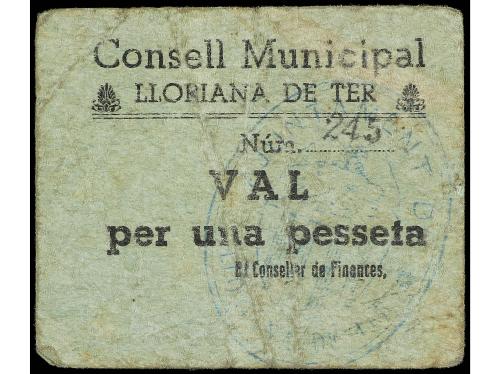 Consell Municipal
LLORIANA DE TER
Núm. 245
VAL
per una pesseta
El Conseller de Finances,